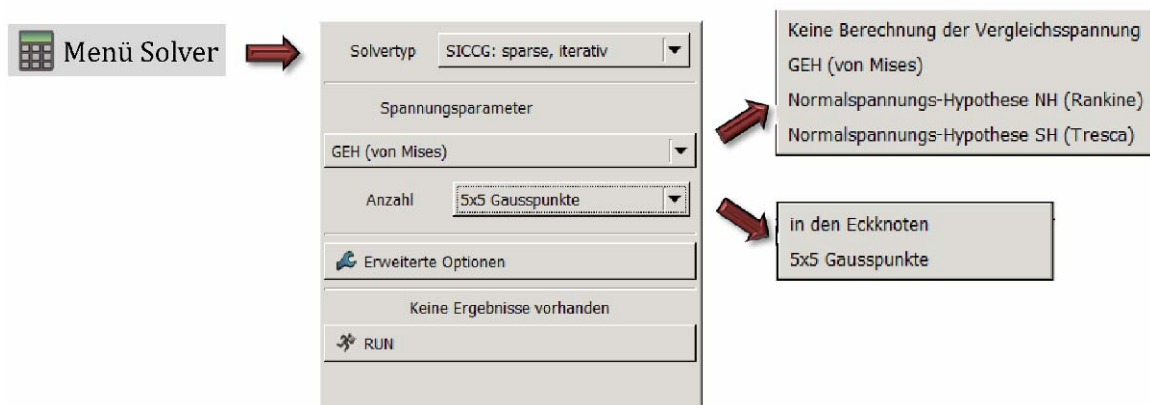 Menü Solver
Solvertyp SICCG: sparse, iterativ
Spannungsparameter
GEH (von Mises)
Anzahl 5x5 Gausspunkte
Erweiterte Optionen
Keine Ergebnisse vorhanden
RUN
Keine Berechnung der Vergleichsspannung
GEH (von Mises)
Normalspannungs-Hypothese NH (Rankine)
Normalspannungs-Hypothese SH (Tresca)
in den Eckknoten
5x5 Gausspunkte